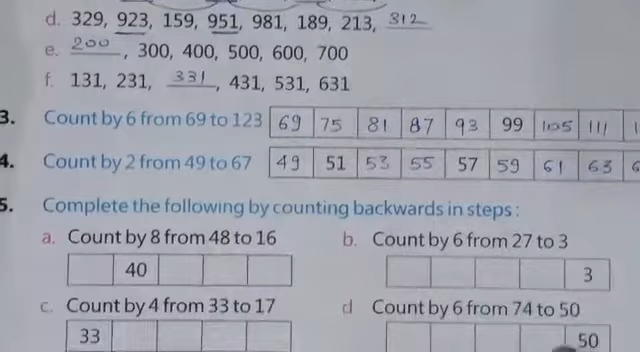 d. 329, 923, 159, 951, 981, 189, 213, 312
e. 200, 300, 400, 500, 600, 700
f. 131, 231, 331, 431, 531, 631
3. Count by 6 from 69 to 123 69 75 81 87 93 99 105 111
4. Count by 2 from 49 to 67 49 51 53 55 57 59 61 63
5. Complete the following by counting backwards in steps :
a. Count by 8 from 48 to 16 b. Count by 6 from 27 to 3
40 3
c. Count by 4 from 33 to 17 d Count by 6 from 74 to 50
33 50